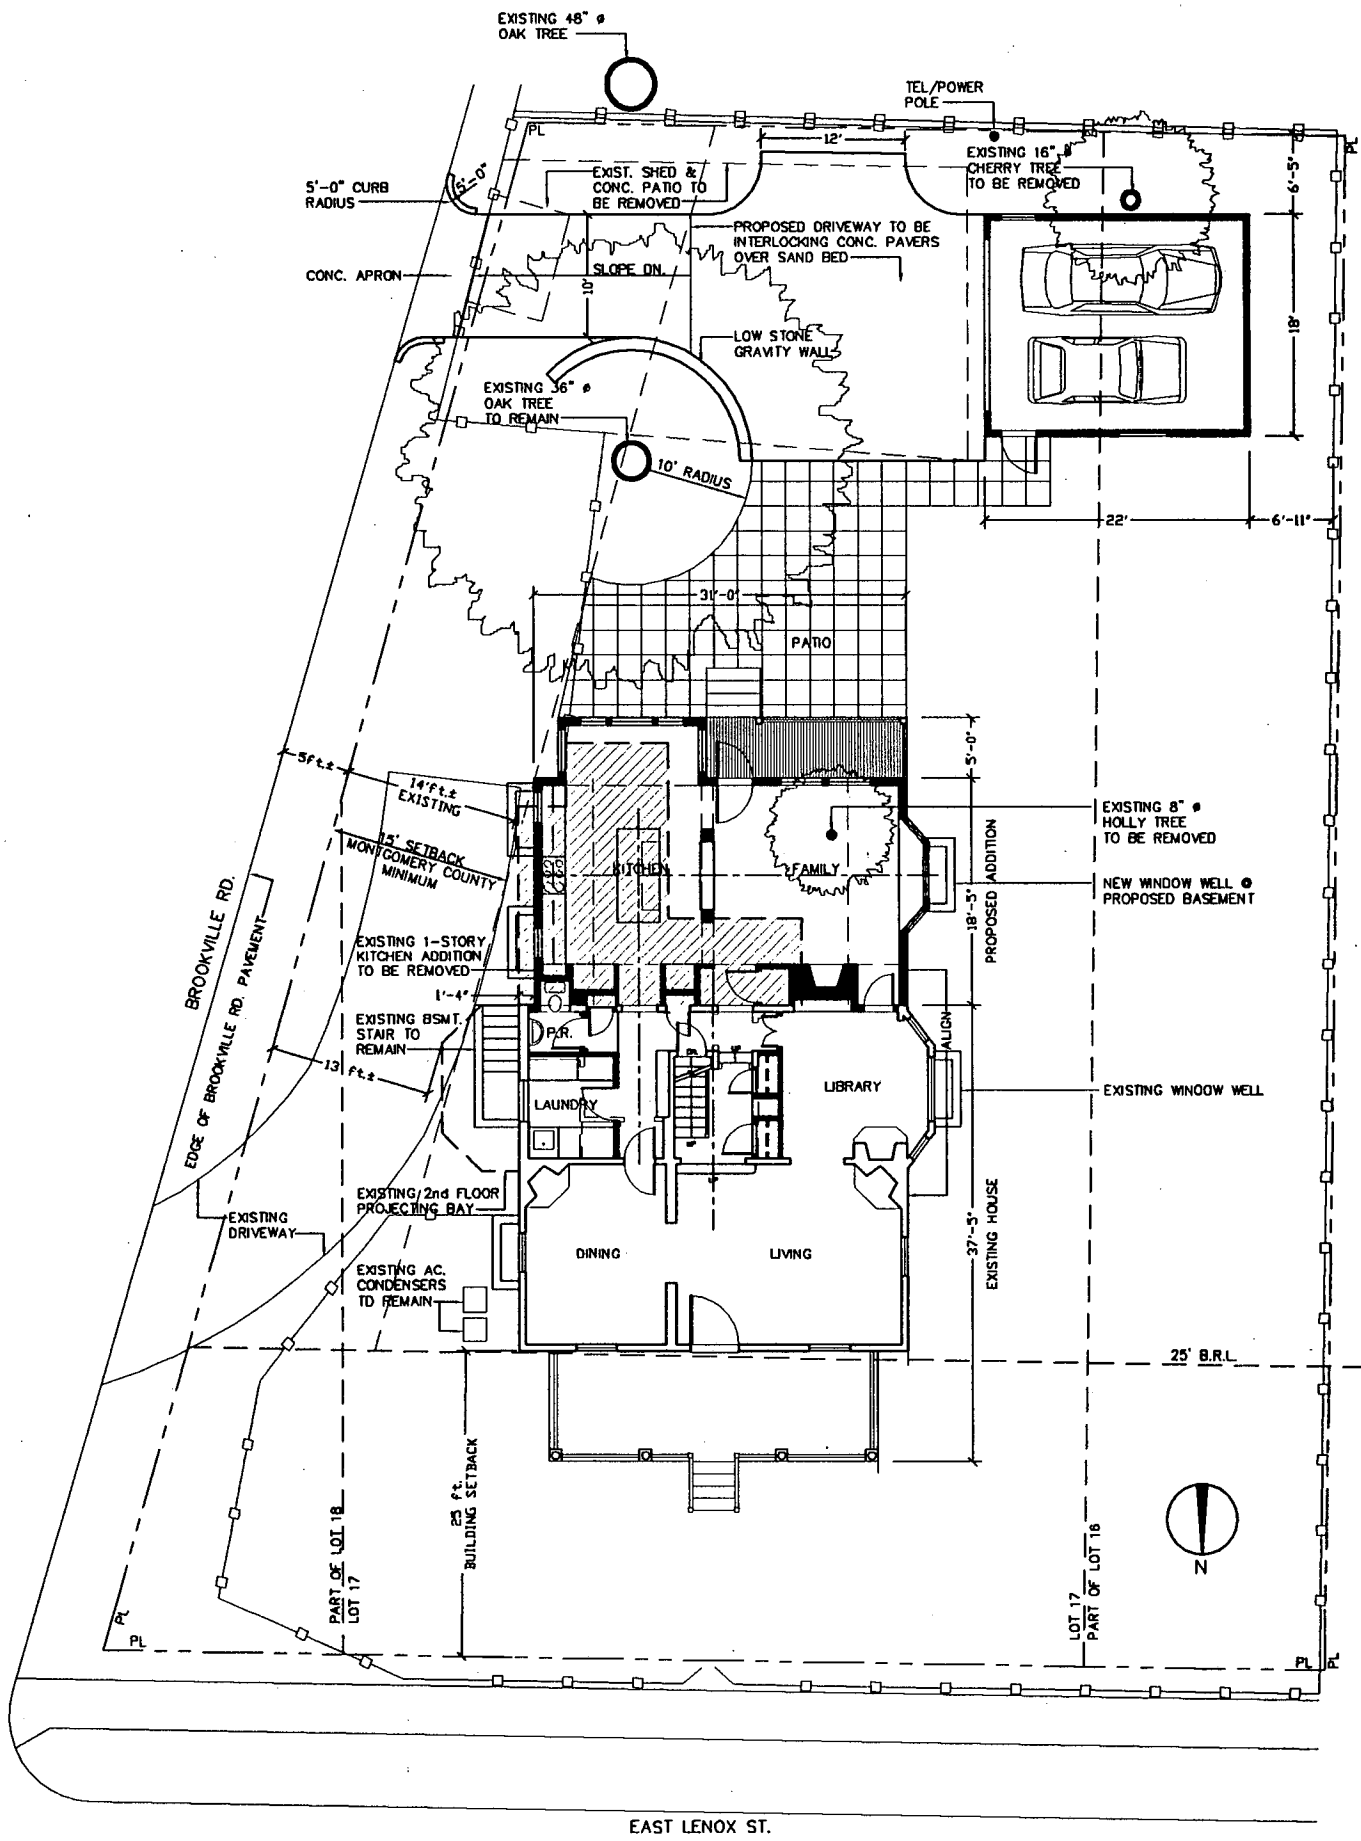 EXISTING 48" ø
OAK TREE
TEL/POWER
POLE
PL
PL
12'
EXISTING 16" ø
CHERRY TREE
TO BE REMOVED
6'-5"
5'-0" CURB
RADIUS
5'-0"
EXIST. SHED &
CONC. PATIO TO
BE REMOVED
PROPOSED DRIVEWAY TO BE
INTERLOCKING CONC. PAVERS
OVER SAND BED
CONC. APRON
SLOPE DN.
10'
18'
LOW STONE
GRAVITY WALL
EXISTING 36" ø
OAK TREE
TO REMAIN
10' RADIUS
22'
6'-11"
31'-0"
PATIO
5ft.±
14'ft.±
EXISTING
5'-0"
15' SETBACK
MONTGOMERY COUNTY
MINIMUM
KITCHEN
FAMILY
EXISTING 8" ø
HOLLY TREE
TO BE REMOVED
18'-5"
PROPOSED ADDITION
NEW WINDOW WELL @
PROPOSED BASEMENT
BROOKVILLE RD.
EDGE OF BROOKVILLE RD. PAVEMENT
EXISTING 1-STORY
KITCHEN ADDITION
TO BE REMOVED
1'-4"
EXISTING BSMT.
STAIR TO
REMAIN
13 ft.±
P.R.
LAUNDRY
DN
UP
UP
UP
LIBRARY
ALIGN
EXISTING WINDOW WELL
EXISTING 2nd FLOOR
PROJECTING BAY
EXISTING
DRIVEWAY
DINING
LIVING
37'-5"
EXISTING HOUSE
EXISTING AC.
CONDENSERS
TO REMAIN
25' B.R.L.
25 ft.
BUILDING SETBACK
PART OF LOT 18
LOT 17
LOT 17
PART OF LOT 16
N
PL
PL
PL
PL
EAST LENOX ST.